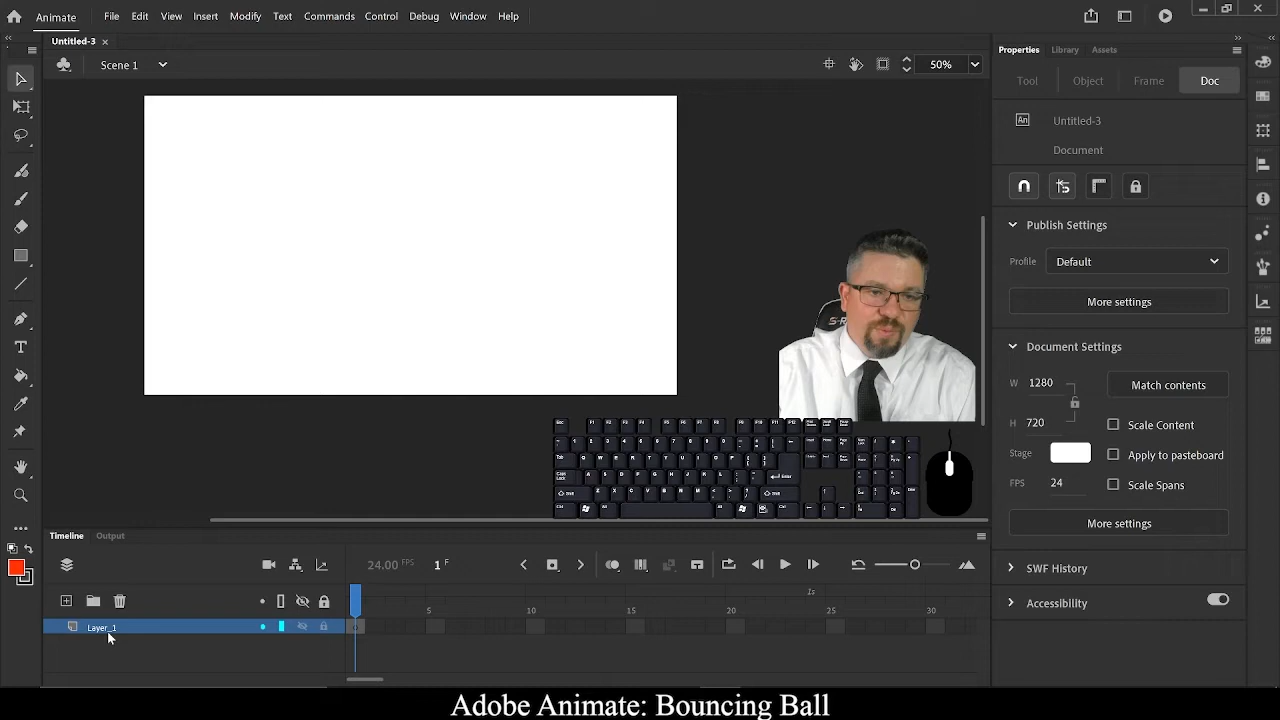 Animate File Edit View Insert Modify Text Commands Control Debug Window Help
Untitled-3
Scene 1 50%
Properties Library Assets
Tool Object Frame Doc
An Untitled-3
Document
Publish Settings
Profile Default
More settings
Document Settings
W 1280 Match contents
H 720 Scale Content
Stage Apply to pasteboard
FPS 24 Scale Spans
More settings
SWF History
Accessibility
Timeline Output
24.00 FPS 1 F
1s
5 10 15 20 25 30
Layer_1
Adobe Animate: Bouncing Ball